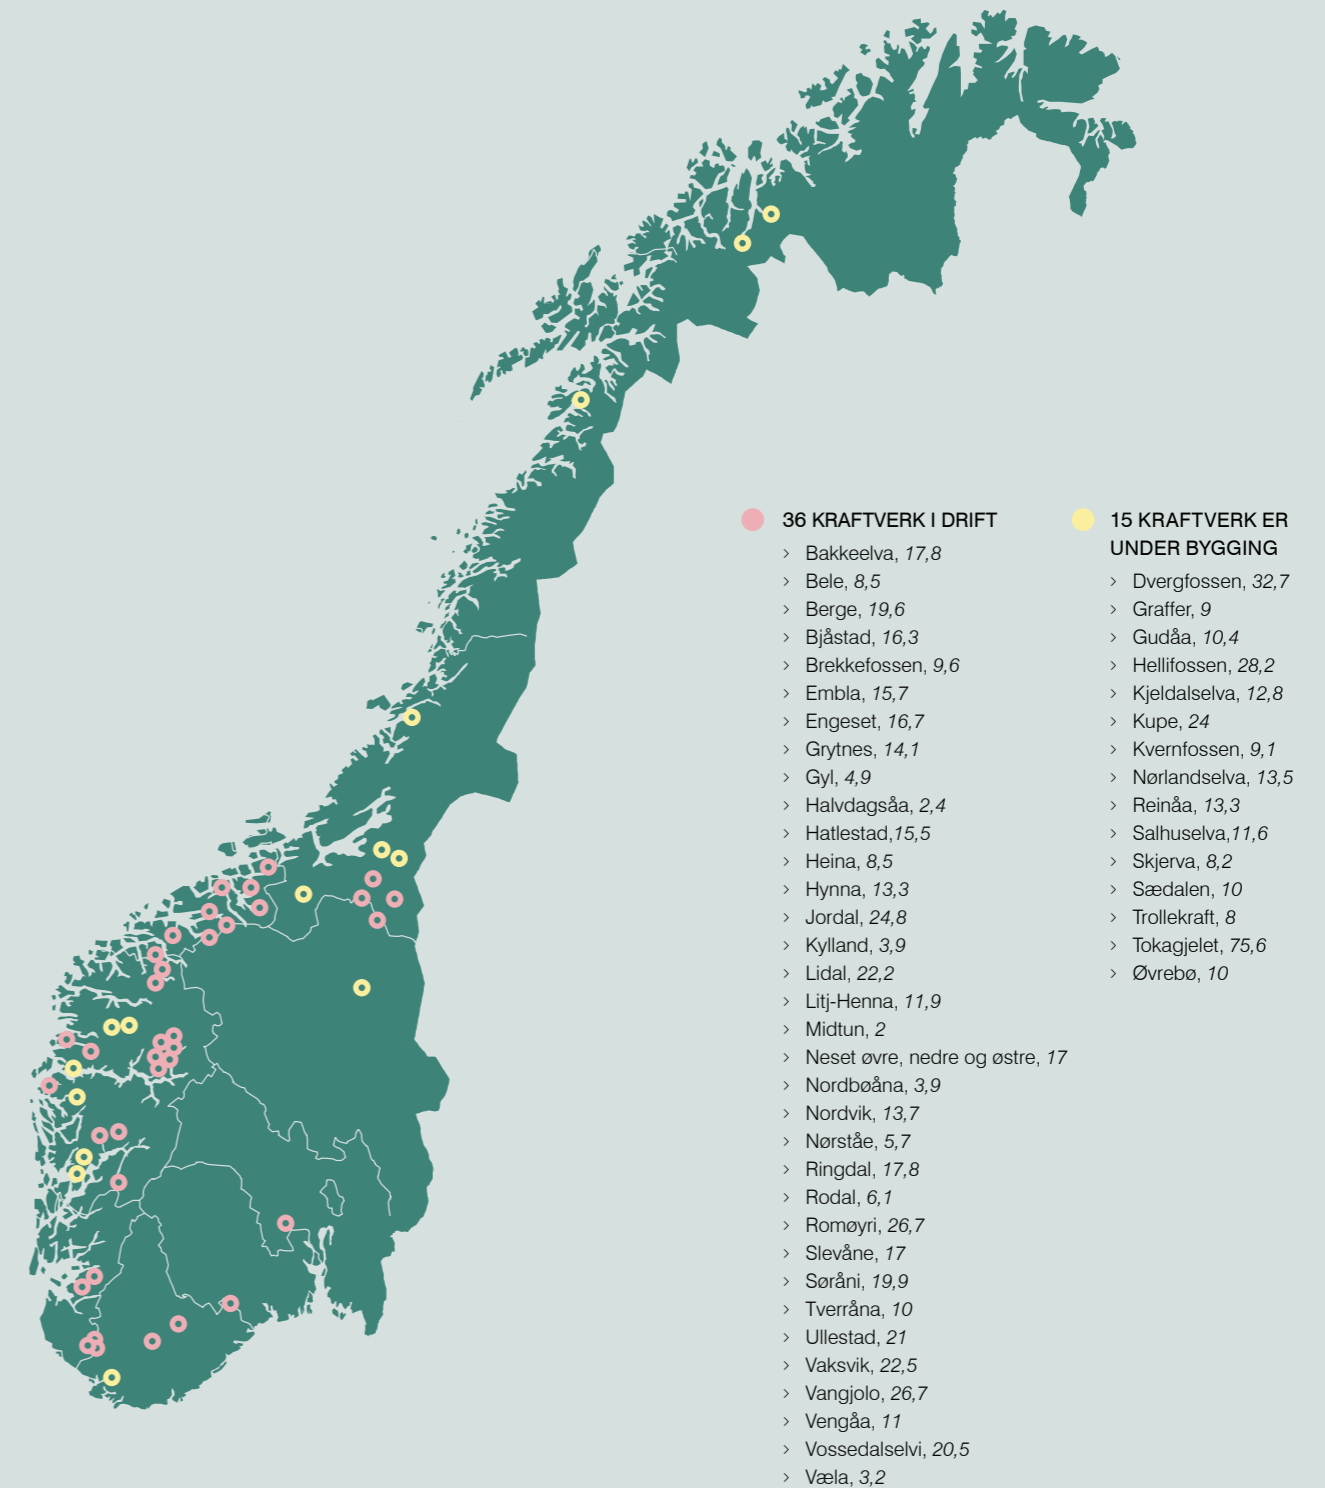 36 KRAFTVERK I DRIFT
› Bakkeelva, 17,8
› Bele, 8,5
› Berge, 19,6
› Bjåstad, 16,3
› Brekkefossen, 9,6
› Embla, 15,7
› Engeset, 16,7
› Grytnes, 14,1
› Gyl, 4,9
› Halvdagsåa, 2,4
› Hatlestad,15,5
› Heina, 8,5
› Hynna, 13,3
› Jordal, 24,8
› Kylland, 3,9
› Lidal, 22,2
› Litj-Henna, 11,9
› Midtun, 2
› Neset øvre, nedre og østre, 17
› Nordbøåna, 3,9
› Nordvik, 13,7
› Nørståe, 5,7
› Ringdal, 17,8
› Rodal, 6,1
› Romøyri, 26,7
› Slevåne, 17
› Søråni, 19,9
› Tverråna, 10
› Ullestad, 21
› Vaksvik, 22,5
› Vangjolo, 26,7
› Vengåa, 11
› Vossedalselvi, 20,5
› Væla, 3,2
15 KRAFTVERK ER
UNDER BYGGING
› Dvergfossen, 32,7
› Graffer, 9
› Gudåa, 10,4
› Hellifossen, 28,2
› Kjeldalselva, 12,8
› Kupe, 24
› Kvernfossen, 9,1
› Nørlandselva, 13,5
› Reinåa, 13,3
› Salhuselva,11,6
› Skjerva, 8,2
› Sædalen, 10
› Trollekraft, 8
› Tokagjelet, 75,6
› Øvrebø, 10